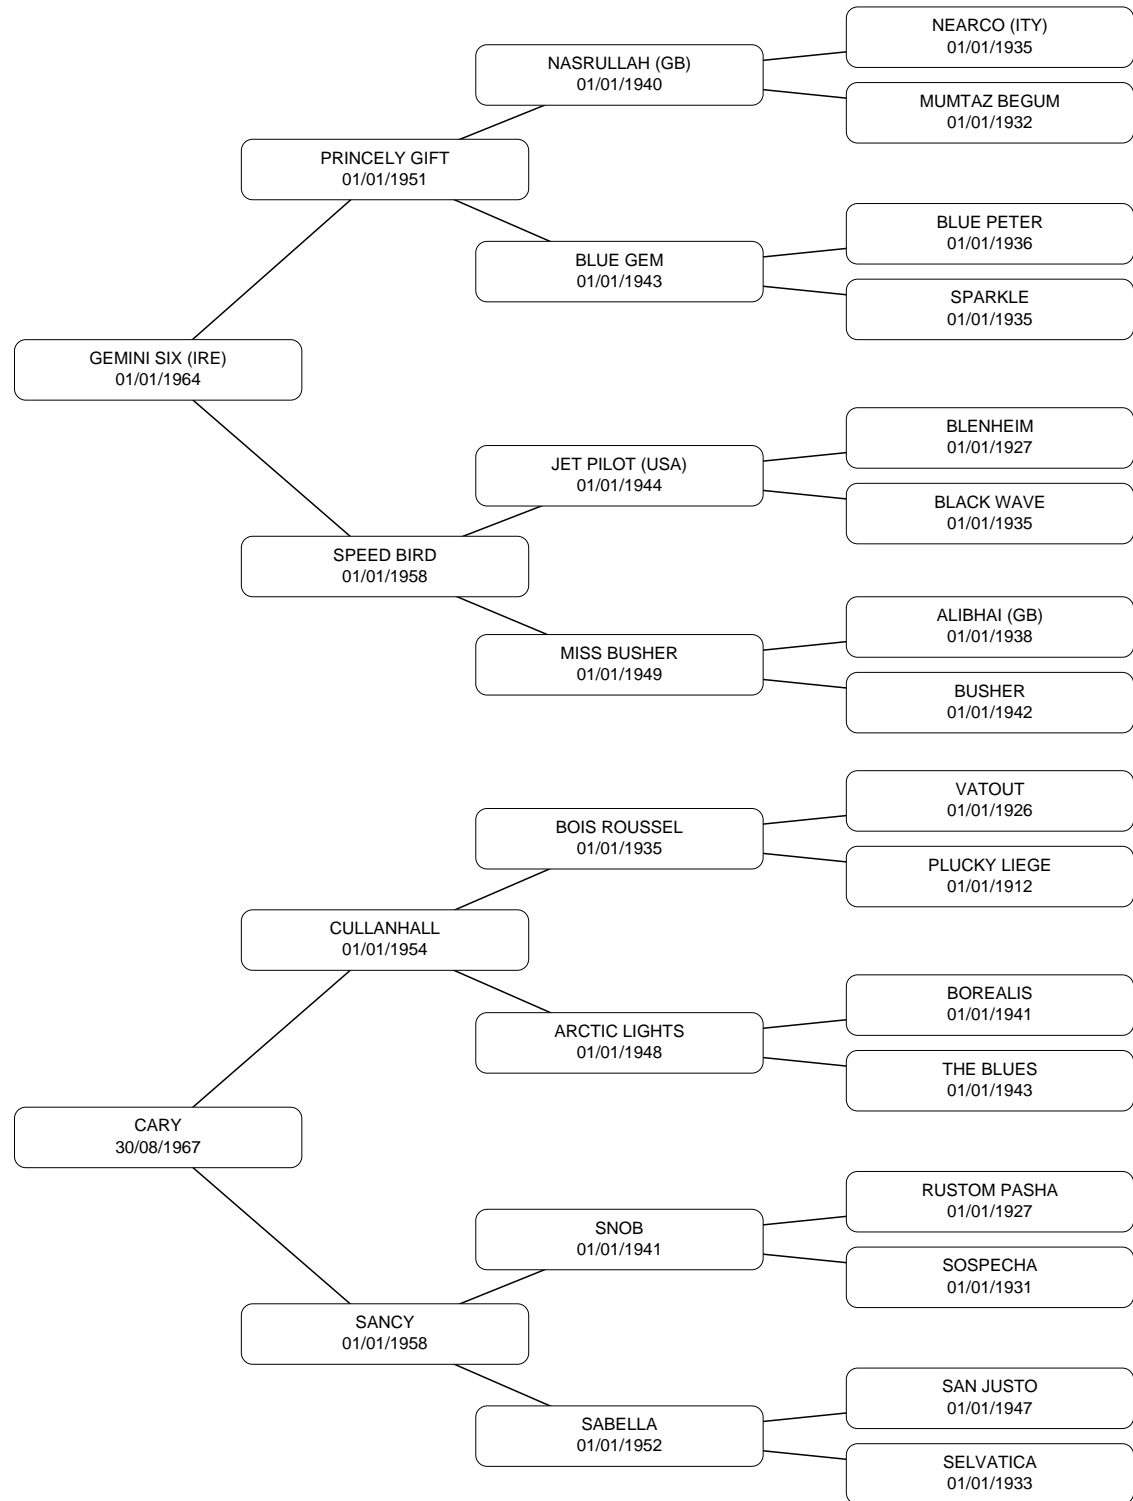 NEARCO (ITY)
01/01/1935
NASRULLAH (GB)
01/01/1940
MUMTAZ BEGUM
01/01/1932
PRINCELY GIFT
01/01/1951
BLUE PETER
01/01/1936
BLUE GEM
01/01/1943
SPARKLE
01/01/1935
GEMINI SIX (IRE)
01/01/1964
BLENHEIM
01/01/1927
JET PILOT (USA)
01/01/1944
BLACK WAVE
01/01/1935
SPEED BIRD
01/01/1958
ALIBHAI (GB)
01/01/1938
MISS BUSHER
01/01/1949
BUSHER
01/01/1942
VATOUT
01/01/1926
BOIS ROUSSEL
01/01/1935
PLUCKY LIEGE
01/01/1912
CULLANHALL
01/01/1954
BOREALIS
01/01/1941
ARCTIC LIGHTS
01/01/1948
THE BLUES
01/01/1943
CARY
30/08/1967
RUSTOM PASHA
01/01/1927
SNOB
01/01/1941
SOSPECHA
01/01/1931
SANCY
01/01/1958
SAN JUSTO
01/01/1947
SABELLA
01/01/1952
SELVATICA
01/01/1933